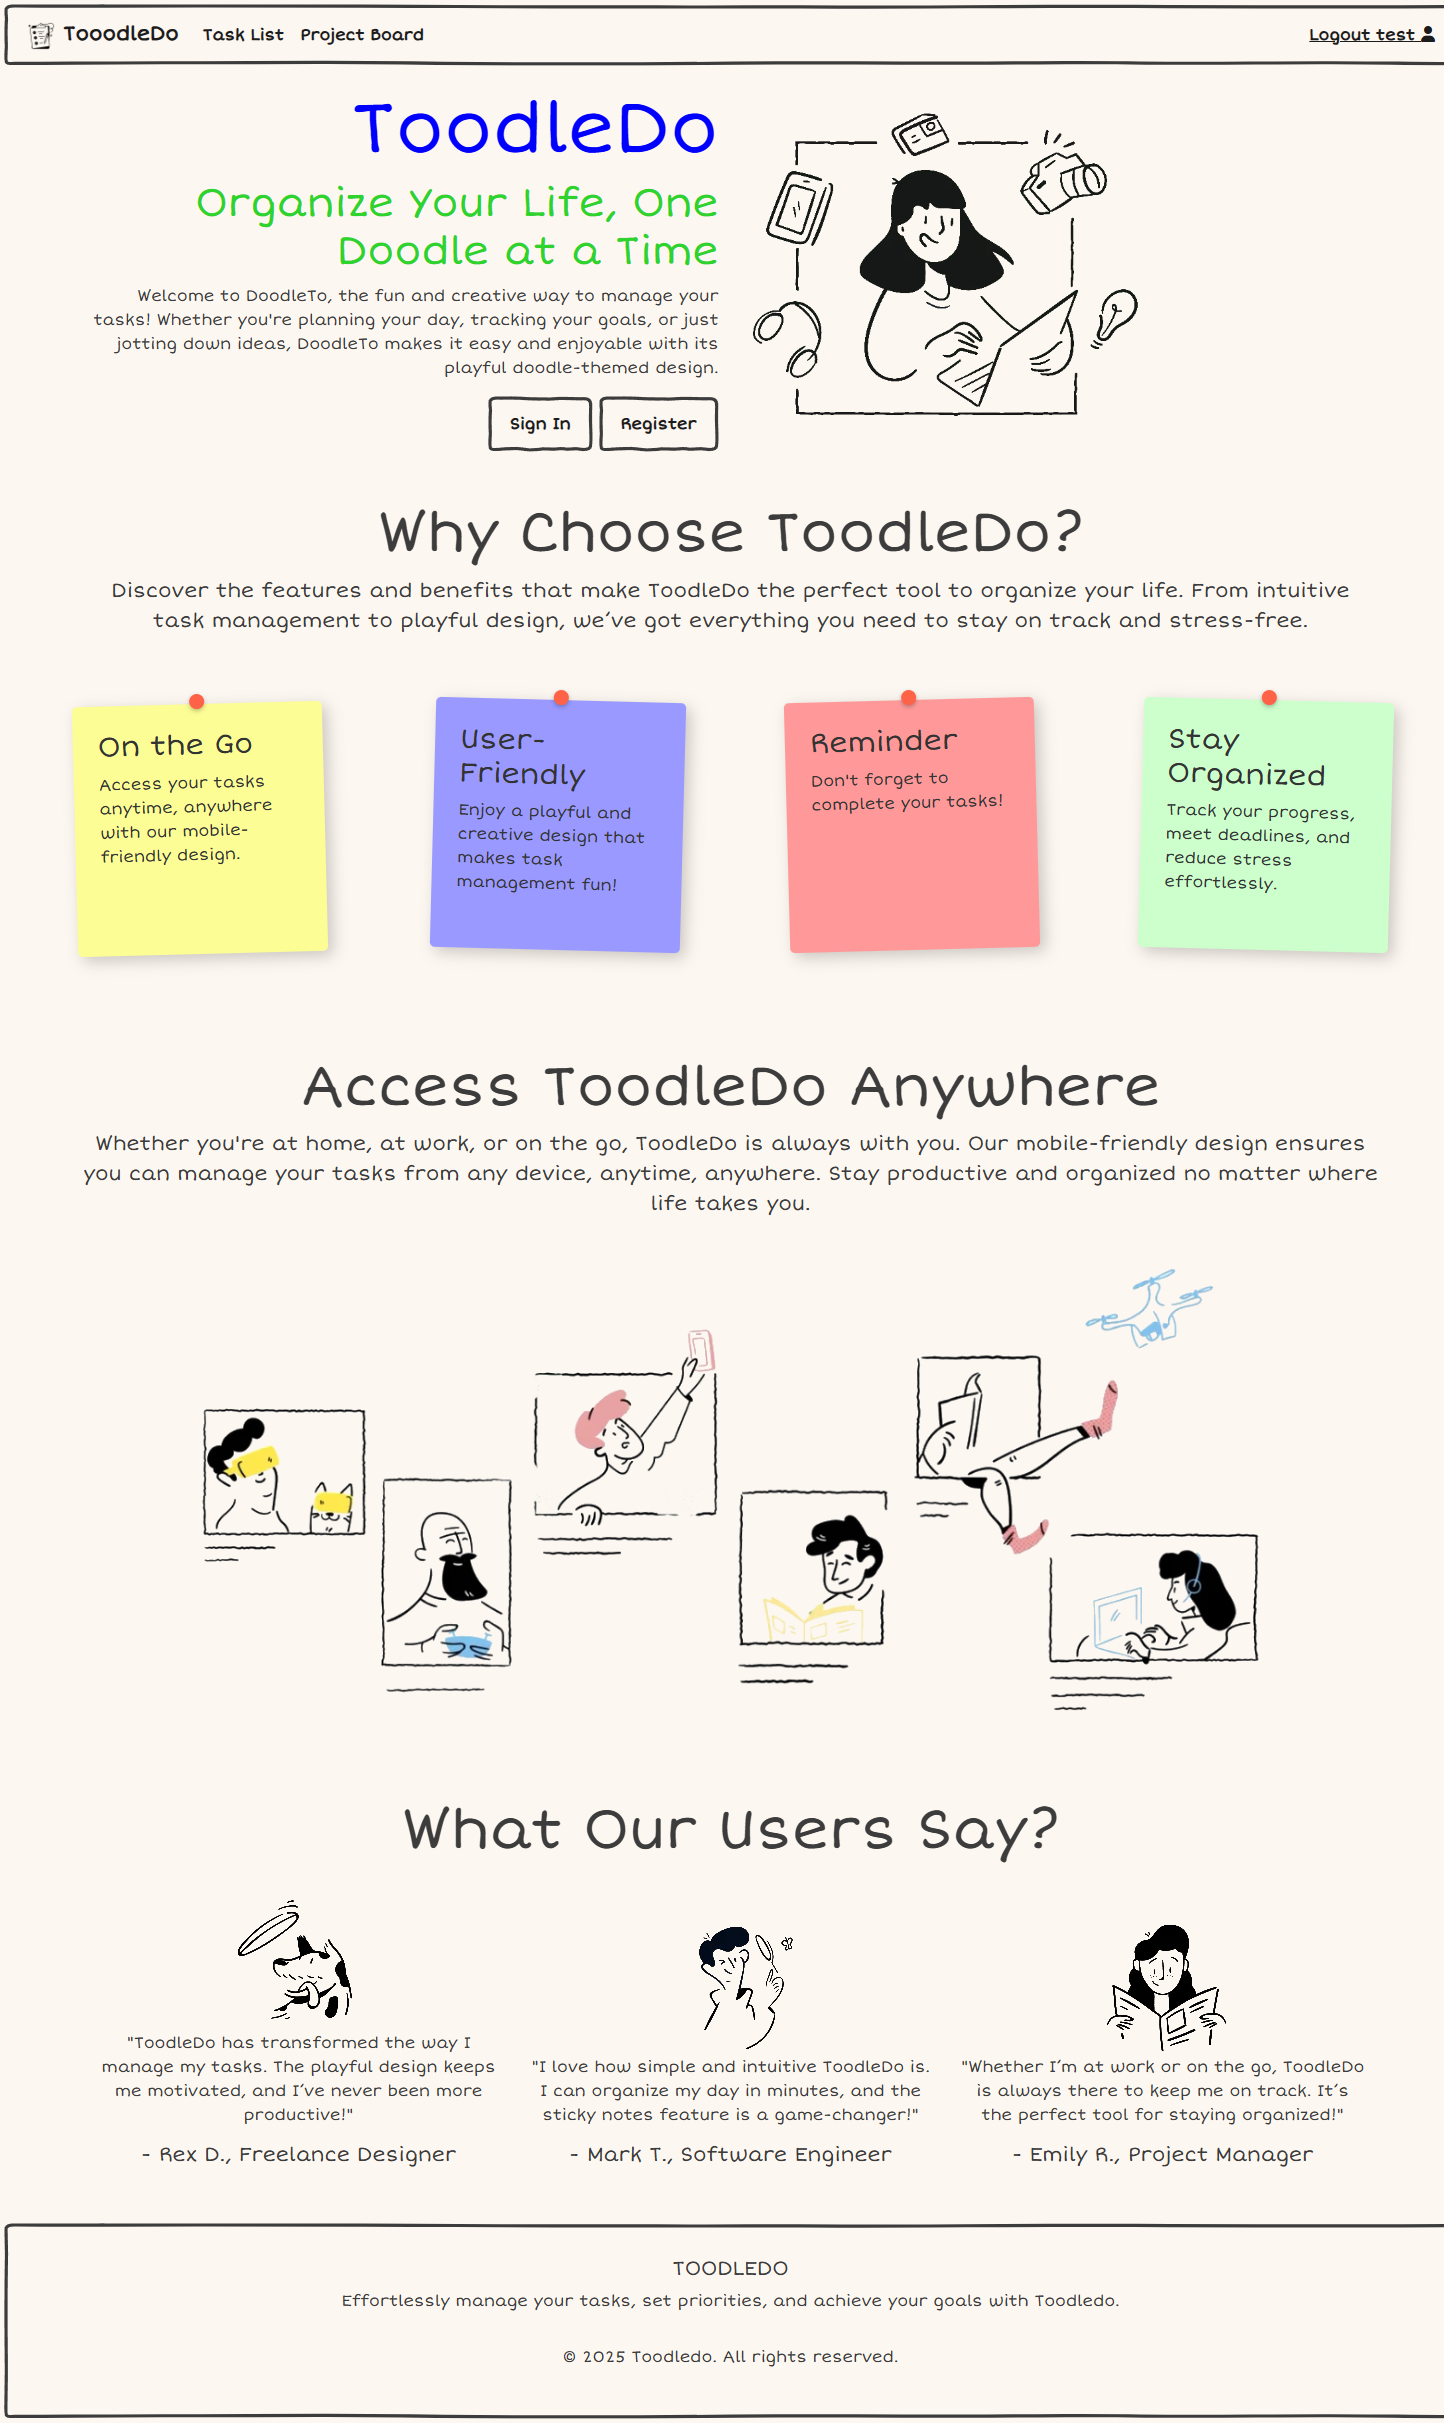 TooodleDo Task List Project Board Logout test
ToodleDo
Organize Your Life, One
Doodle at a Time
Welcome to DoodleTo, the fun and creative way to manage your
tasks! Whether you're planning your day, tracking your goals, or just
jotting down ideas, DoodleTo makes it easy and enjoyable with its
playful doodle-themed design.
Sign In Register
Why Choose ToodleDo?
Discover the features and benefits that make ToodleDo the perfect tool to organize your life. From intuitive
task management to playful design, we’ve got everything you need to stay on track and stress-free.
On the Go
Access your tasks
anytime, anywhere
with our mobile-
friendly design.
User-
Friendly
Enjoy a playful and
creative design that
makes task
management fun!
Reminder
Don't forget to
complete your tasks!
Stay
Organized
Track your progress,
meet deadlines, and
reduce stress
effortlessly.
Access ToodleDo Anywhere
Whether you're at home, at work, or on the go, ToodleDo is always with you. Our mobile-friendly design ensures
you can manage your tasks from any device, anytime, anywhere. Stay productive and organized no matter where
life takes you.
What Our Users Say?
"ToodleDo has transformed the way I
manage my tasks. The playful design keeps
me motivated, and I’ve never been more
productive!"
- Rex D., Freelance Designer
"I love how simple and intuitive ToodleDo is.
I can organize my day in minutes, and the
sticky notes feature is a game-changer!"
- Mark T., Software Engineer
"Whether I’m at work or on the go, ToodleDo
is always there to keep me on track. It’s
the perfect tool for staying organized!"
- Emily R., Project Manager
TOODLEDO
Effortlessly manage your tasks, set priorities, and achieve your goals with Toodledo.
© 2025 Toodledo. All rights reserved.